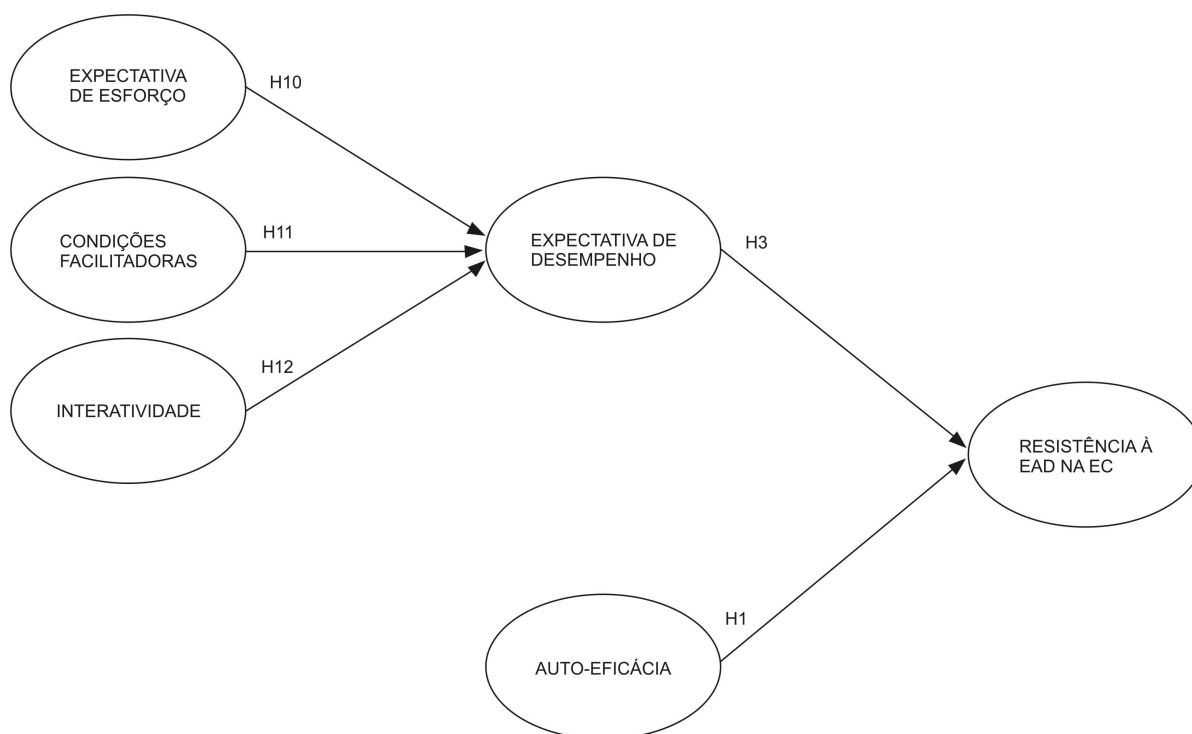 EXPECTATIVA
DE ESFORÇO
H10
CONDIÇÕES
FACILITADORAS
H11
INTERATIVIDADE
H12
EXPECTATIVA DE
DESEMPENHO
H3
RESISTÊNCIA À
EAD NA EC
H1
AUTO-EFICÁCIA